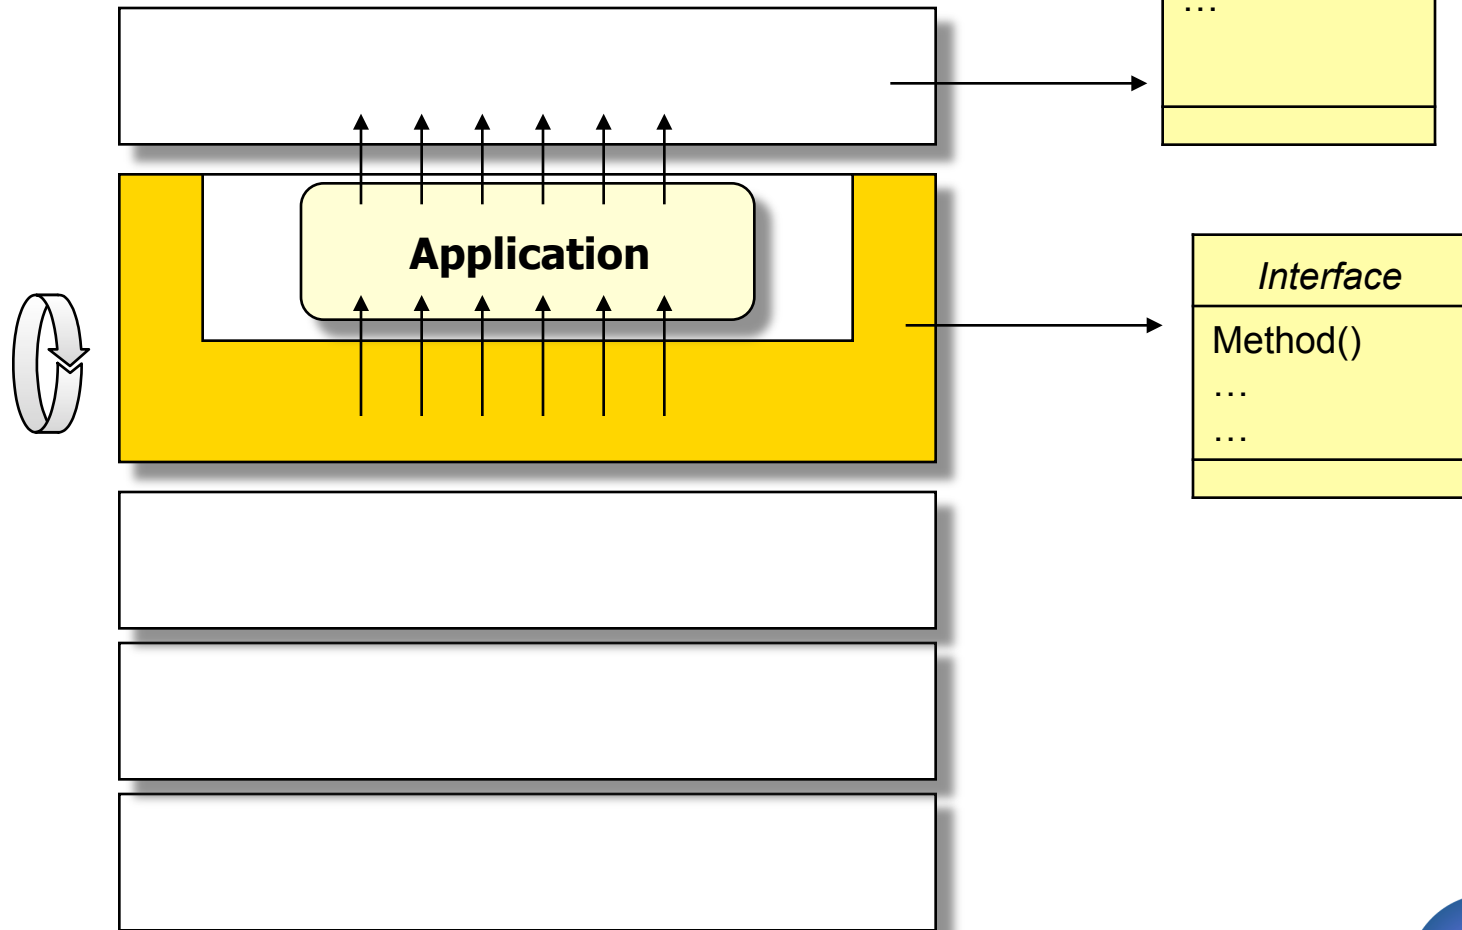 …
Application
Interface
Method()
…
…